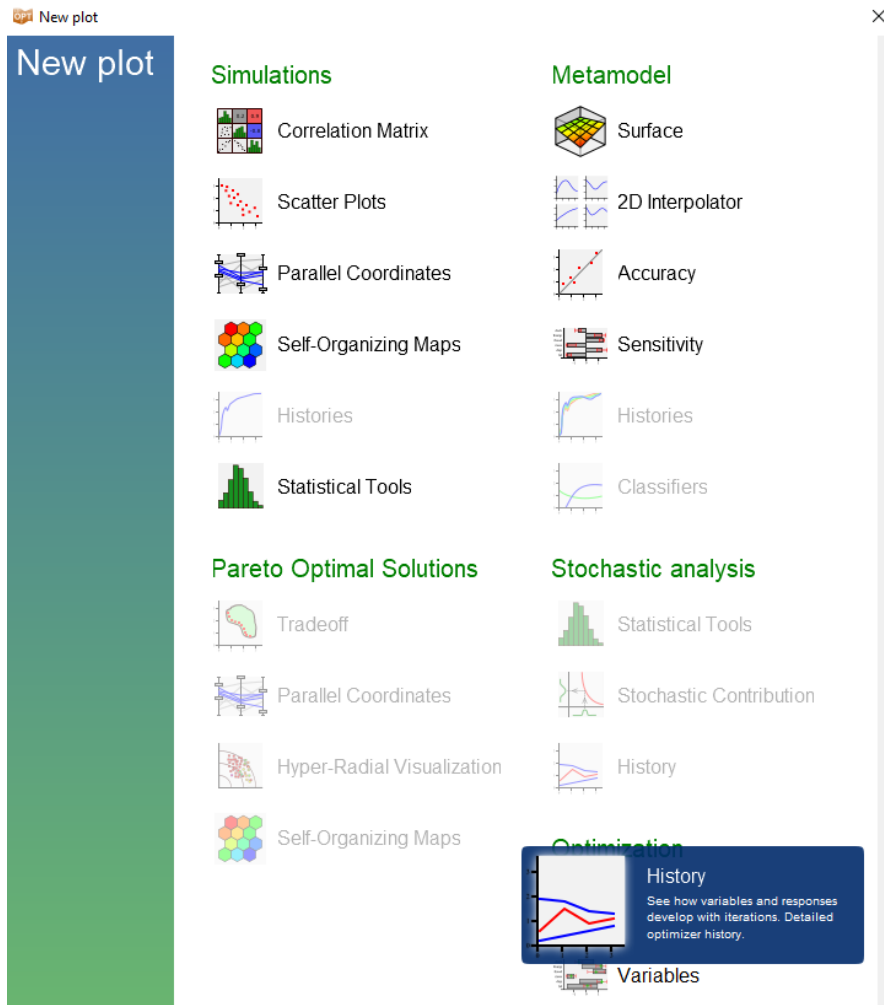 New plot
New plot
Simulations
Correlation Matrix
Scatter Plots
Parallel Coordinates
Self-Organizing Maps
Histories
Statistical Tools
Metamodel
Surface
2D Interpolator
Accuracy
Sensitivity
Histories
Classifiers
Pareto Optimal Solutions
Tradeoff
Parallel Coordinates
Hyper-Radial Visualization
Self-Organizing Maps
Stochastic analysis
Statistical Tools
Stochastic Contribution
History
Optimization
History
See how variables and responses
develop with iterations. Detailed
optimizer history.
Variables